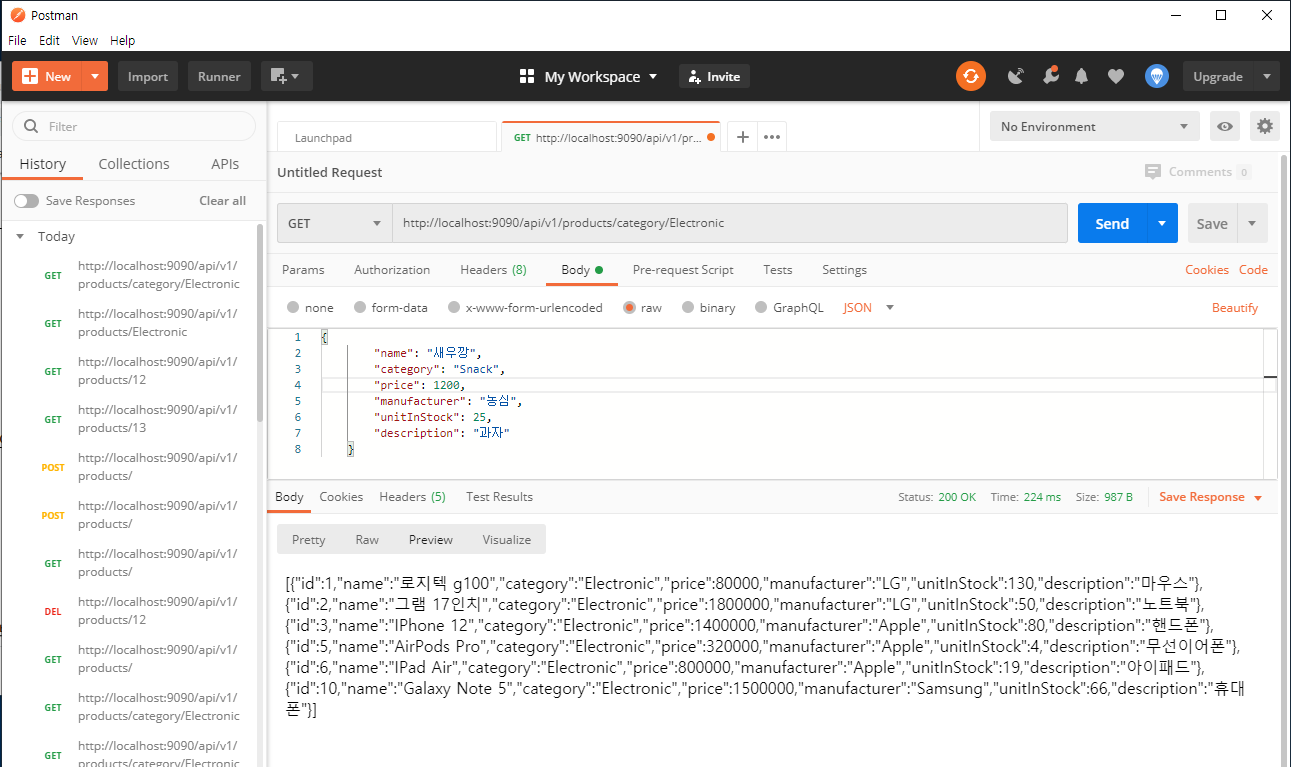 Postman
File Edit View Help
New Import Runner My Workspace Invite Upgrade
Filter
History Collections APIs
Save Responses Clear all
Today
GET http://localhost:9090/api/v1/
products/category/Electronic
GET http://localhost:9090/api/v1/
products/Electronic
GET http://localhost:9090/api/v1/
products/12
GET http://localhost:9090/api/v1/
products/13
POST http://localhost:9090/api/v1/
products/
POST http://localhost:9090/api/v1/
products/
GET http://localhost:9090/api/v1/
products/
DEL http://localhost:9090/api/v1/
products/12
GET http://localhost:9090/api/v1/
products/
GET http://localhost:9090/api/v1/
products/category/Electronic
GET http://localhost:9090/api/v1/
products/category/Electronic
Launchpad GET http://localhost:9090/api/v1/pr... No Environment
Untitled Request Comments 0
GET http://localhost:9090/api/v1/products/category/Electronic Send Save
Params Authorization Headers (8) Body Pre-request Script Tests Settings Cookies Code
none form-data x-www-form-urlencoded raw binary GraphQL JSON Beautify
1 {
2 "name": "새우깡",
3 "category": "Snack",
4 "price": 1200,
5 "manufacturer": "농심",
6 "unitInStock": 25,
7 "description": "과자"
8 }
Body Cookies Headers (5) Test Results Status: 200 OK Time: 224 ms Size: 987 B Save Response
Pretty Raw Preview Visualize
[{"id":1,"name":"로지텍 g100","category":"Electronic","price":80000,"manufacturer":"LG","unitInStock":130,"description":"마우스"},
{"id":2,"name":"그램 17인치","category":"Electronic","price":1800000,"manufacturer":"LG","unitInStock":50,"description":"노트북"},
{"id":3,"name":"IPhone 12","category":"Electronic","price":1400000,"manufacturer":"Apple","unitInStock":80,"description":"핸드폰"},
{"id":5,"name":"AirPods Pro","category":"Electronic","price":320000,"manufacturer":"Apple","unitInStock":4,"description":"무선이어폰"},
{"id":6,"name":"IPad Air","category":"Electronic","price":800000,"manufacturer":"Apple","unitInStock":19,"description":"아이패드"},
{"id":10,"name":"Galaxy Note 5","category":"Electronic","price":1500000,"manufacturer":"Samsung","unitInStock":66,"description":"휴대
폰"}]